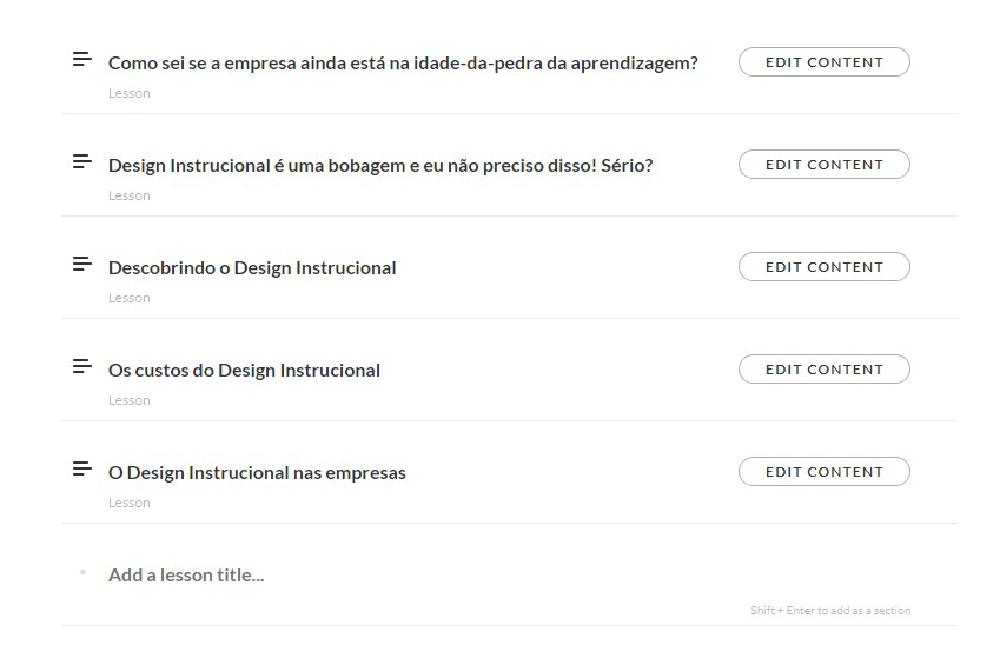 Como sei se a empresa ainda está na idade-da-pedra da aprendizagem?
EDIT CONTENT
Lesson
Design Instrucional é uma bobagem e eu não preciso disso! Sério?
EDIT CONTENT
Lesson
Descobrindo o Design Instrucional
EDIT CONTENT
Lesson
Os custos do Design Instrucional
EDIT CONTENT
Lesson
O Design Instrucional nas empresas
EDIT CONTENT
Lesson
Add a lesson title...
Shift + Enter to add as a section